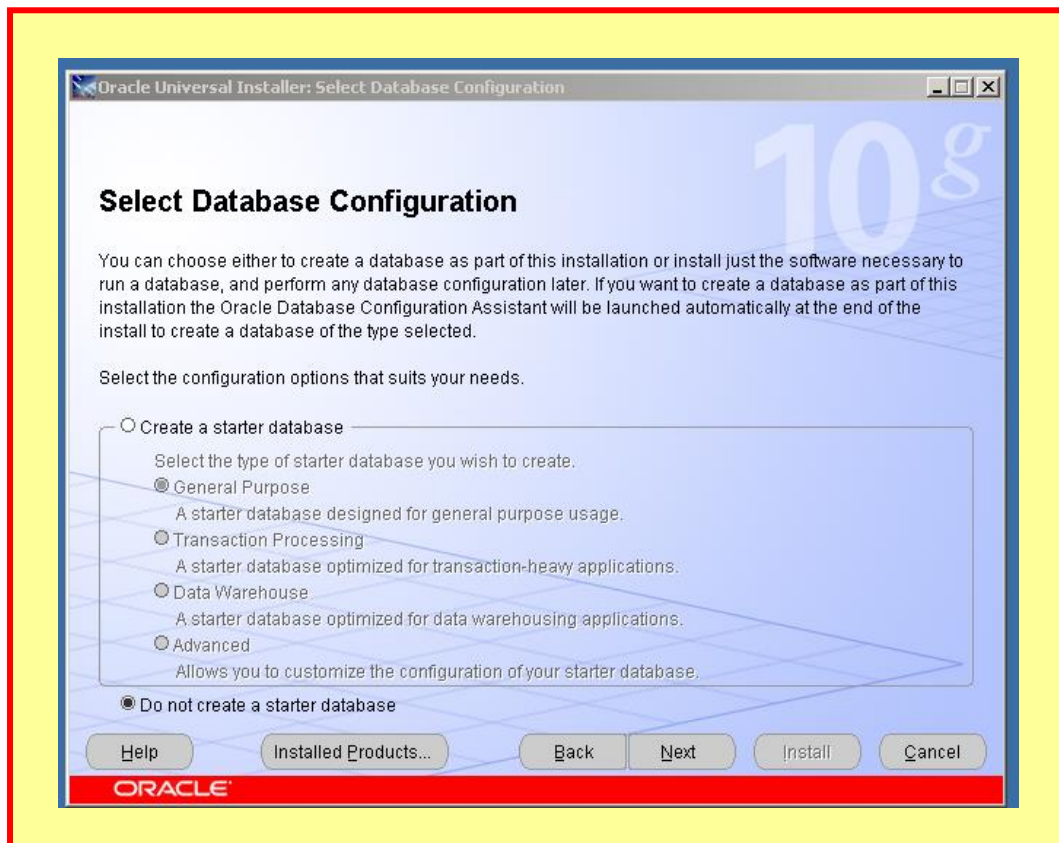 Oracle Universal Installer: Select Database Configuration
10g
Select Database Configuration
You can choose either to create a database as part of this installation or install just the software necessary to
run a database, and perform any database configuration later. If you want to create a database as part of this
installation the Oracle Database Configuration Assistant will be launched automatically at the end of the
install to create a database of the type selected.
Select the configuration options that suits your needs.
Create a starter database
Select the type of starter database you wish to create.
General Purpose
A starter database designed for general purpose usage.
Transaction Processing
A starter database optimized for transaction-heavy applications.
Data Warehouse
A starter database optimized for data warehousing applications.
Advanced
Allows you to customize the configuration of your starter database.
Do not create a starter database
Help Installed Products... Back Next Install Cancel
ORACLE